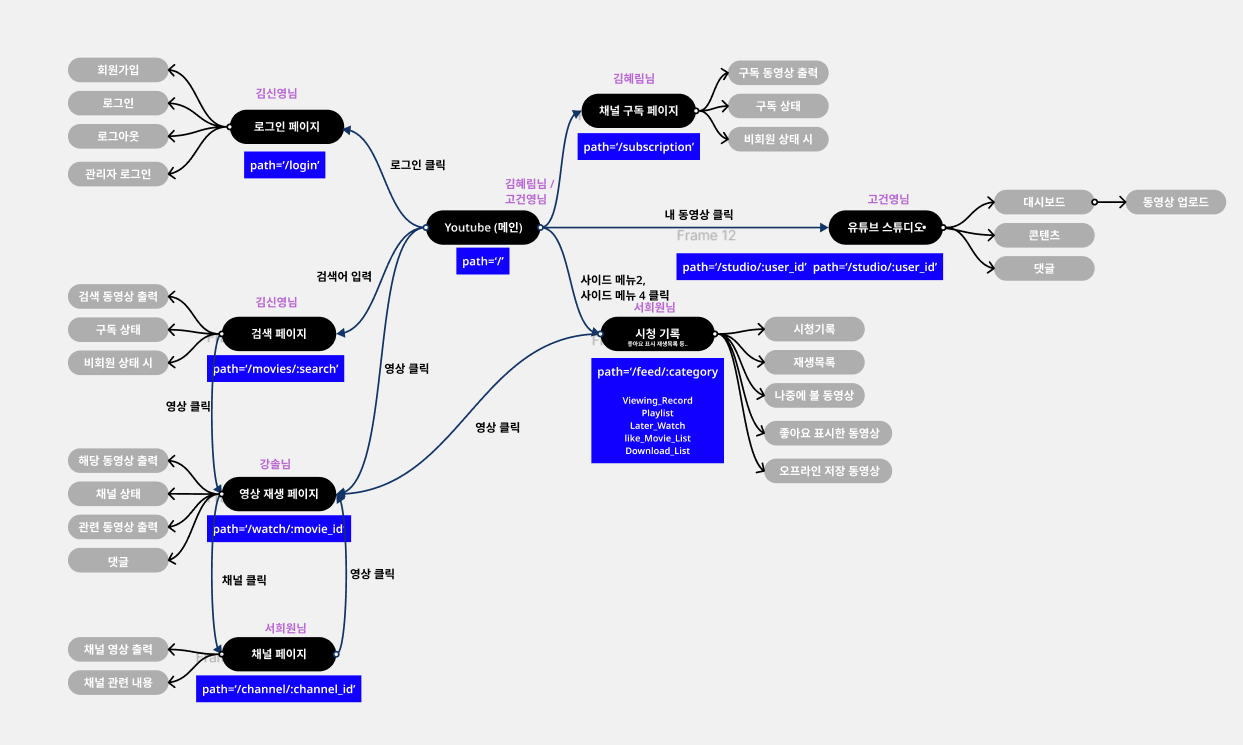 회원가입
로그인
로그아웃
관리자 로그인
김신영님
로그인 페이지
path='/login'
로그인 클릭
김혜림님
채널 구독 페이지
path='/subscription'
구독 동영상 출력
구독 상태
비회원 상태 시
김혜림님 /
고건영님
Youtube (메인)
path='/'
내 동영상 클릭
Frame 12
고건영님
유튜브 스튜디오
path='/studio/:user_id' path='/studio/:user_id'
대시보드
동영상 업로드
콘텐츠
댓글
검색어 입력
사이드 메뉴2,
사이드 메뉴 4 클릭
검색 동영상 출력
구독 상태
비회원 상태 시
김신영님
검색 페이지
path='/movies/:search'
영상 클릭
영상 클릭
영상 클릭
서희원님
시청 기록
좋아요 표시 재생목록 등..
path='/feed/:category
Viewing_Record
Playlist
Later_Watch
like_Movie_List
Download_List
시청기록
재생목록
나중에 볼 동영상
좋아요 표시한 동영상
오프라인 저장 동영상
해당 동영상 출력
채널 상태
관련 동영상 출력
댓글
강솔님
영상 재생 페이지
path='/watch/:movie_id'
채널 클릭
영상 클릭
채널 영상 출력
채널 관련 내용
서희원님
채널 페이지
path='/channel/:channel_id'